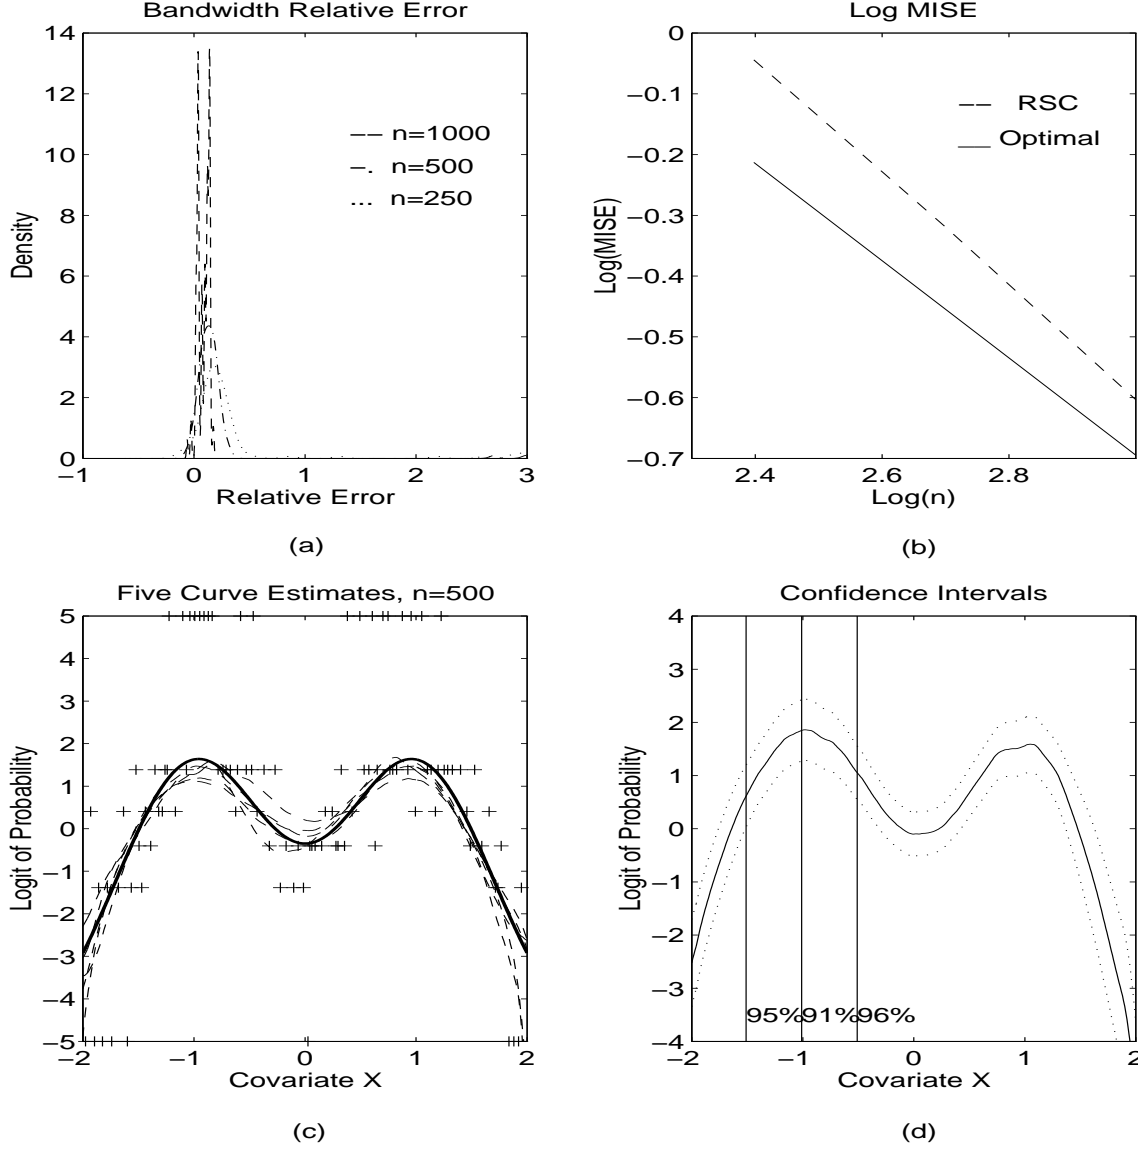 Bandwidth Relative Error
14
12
10
8
6
4
2
0
Density
-- n=1000
-. n=500
... n=250
−1 0 1 2 3
Relative Error
(a)
Log MISE
0
−0.1
−0.2
−0.3
−0.4
−0.5
−0.6
−0.7
Log(MISE)
-- RSC
__ Optimal
2.4 2.6 2.8
Log(n)
(b)
Five Curve Estimates, n=500
5
4
3
2
1
0
−1
−2
−3
−4
−5
Logit of Probability
−2 −1 0 1 2
Covariate X
(c)
Confidence Intervals
4
3
2
1
0
−1
−2
−3
−4
Logit of Probability
95% 91% 96%
−2 −1 0 1 2
Covariate X
(d)